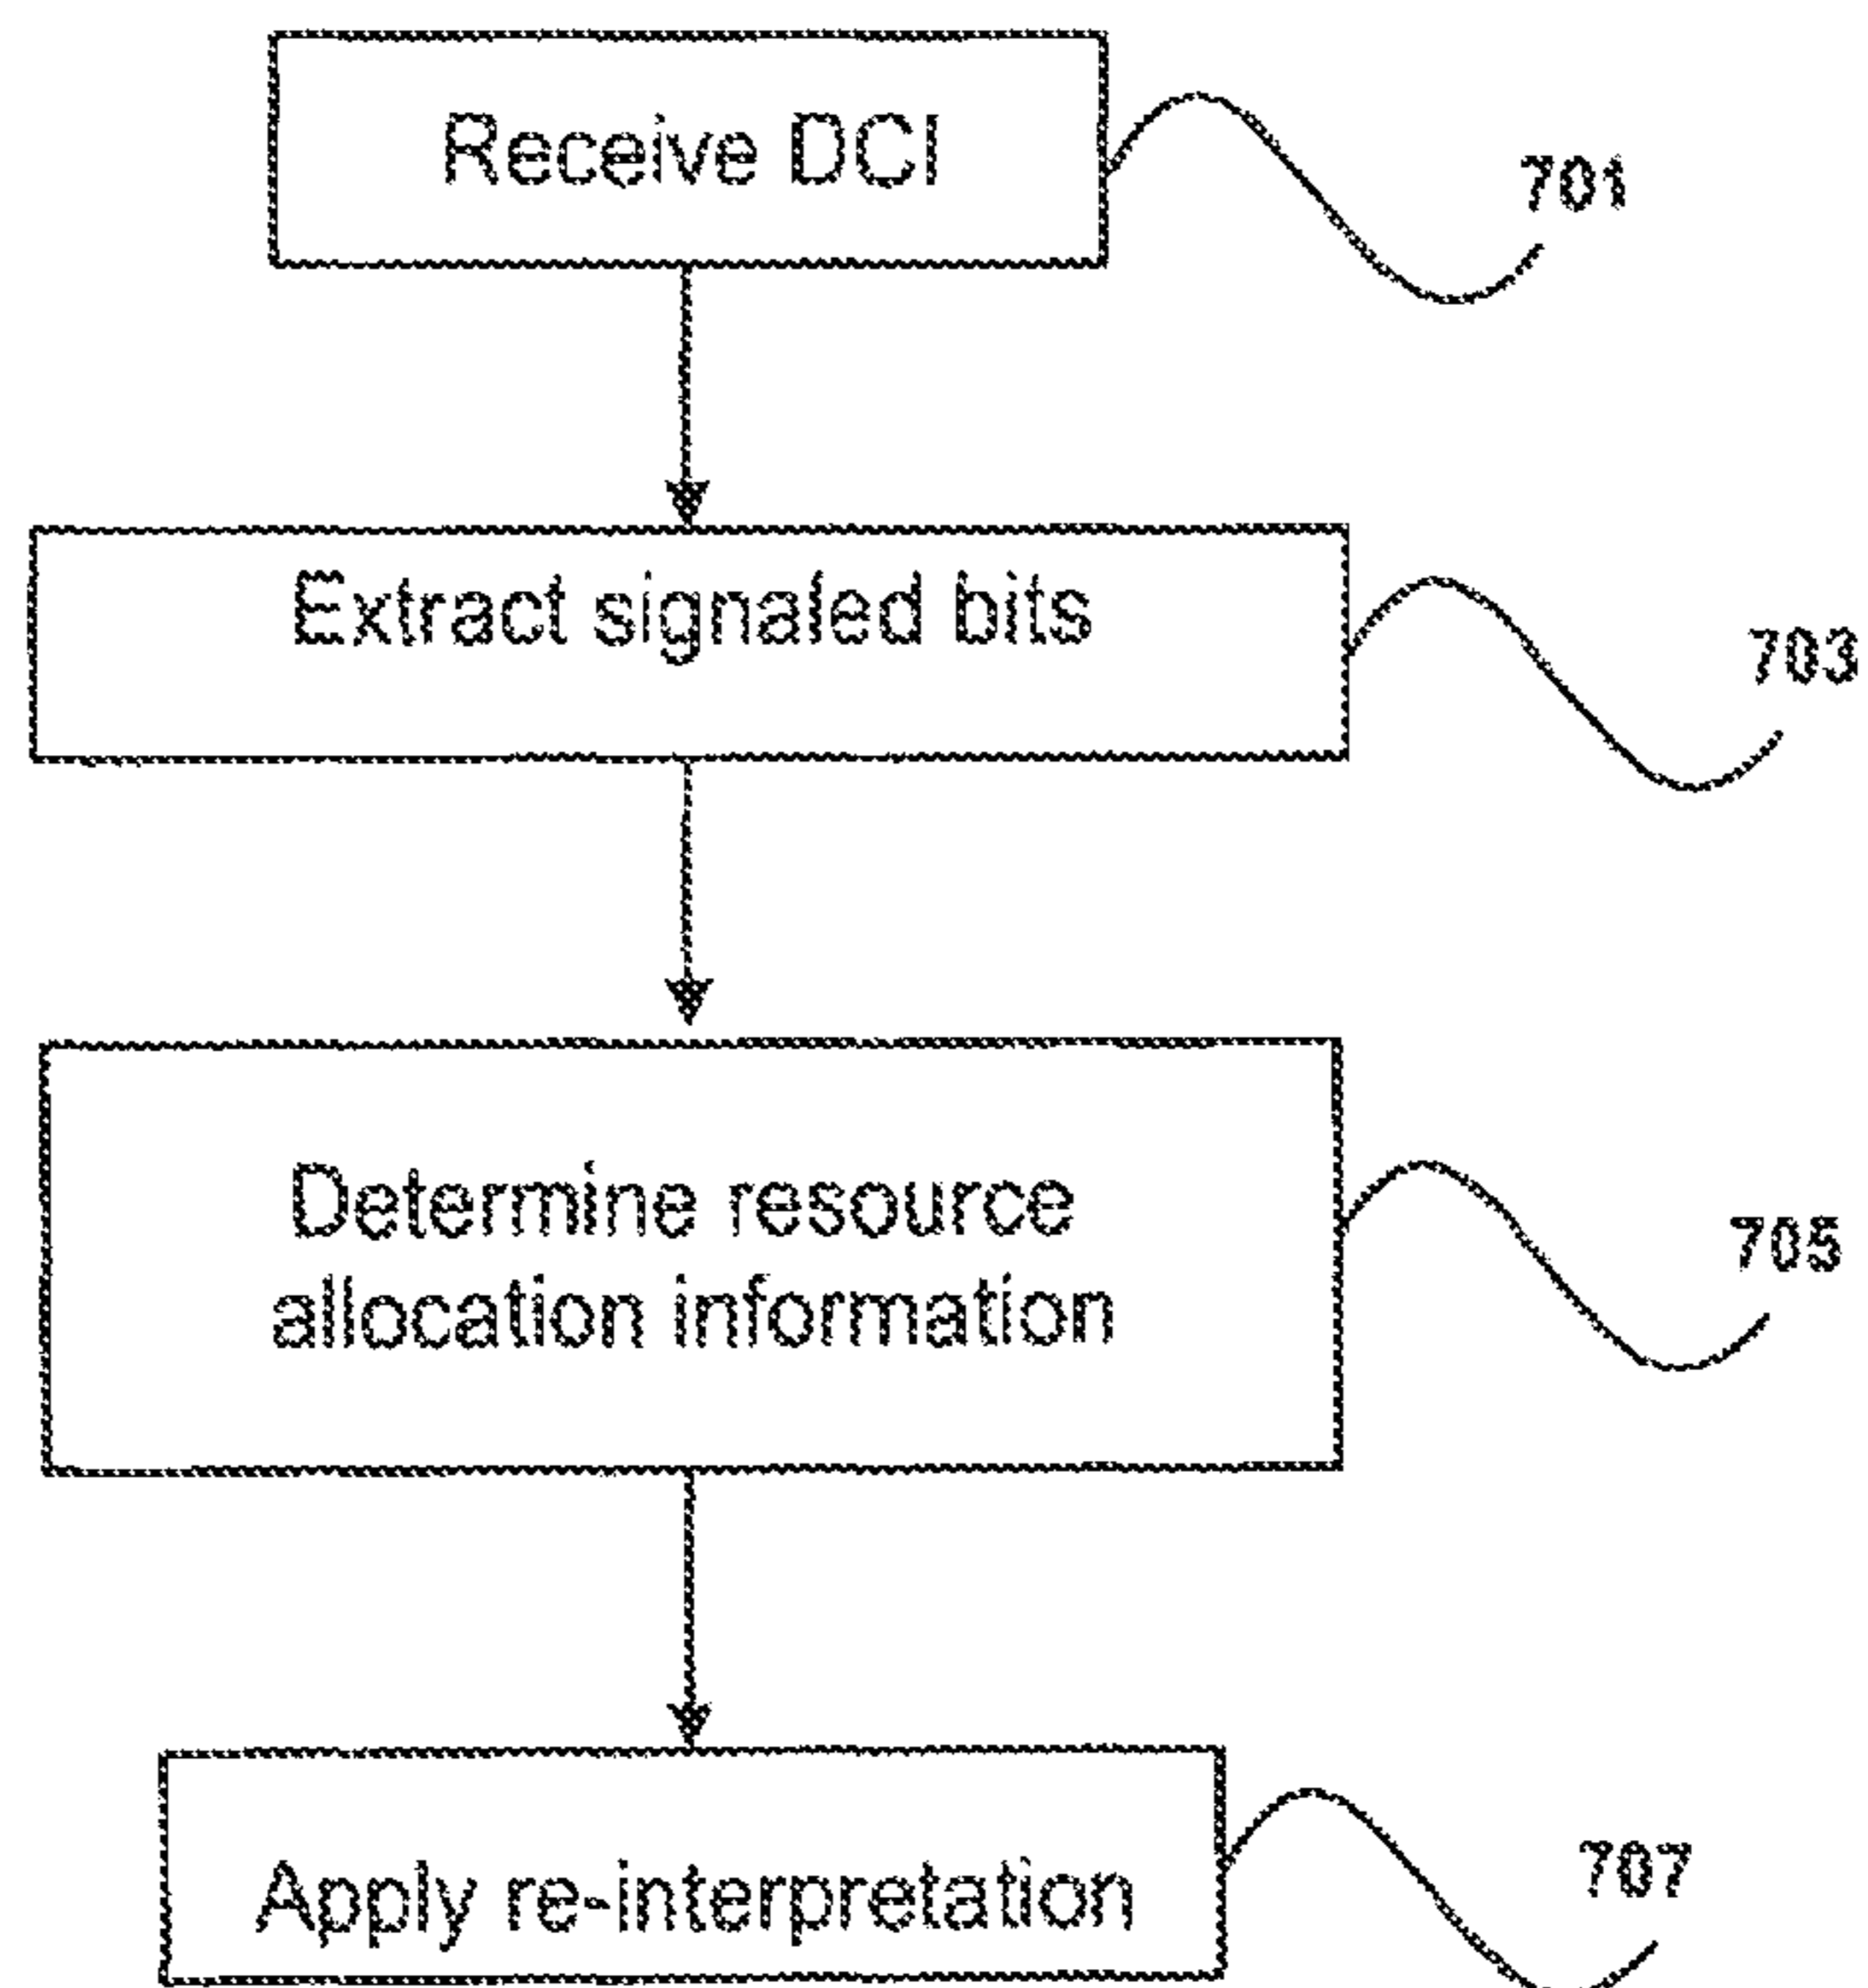 Receive DCI
701
Extract signaled bits
703
Determine resource
allocation information
705
Apply re-interpretation
707